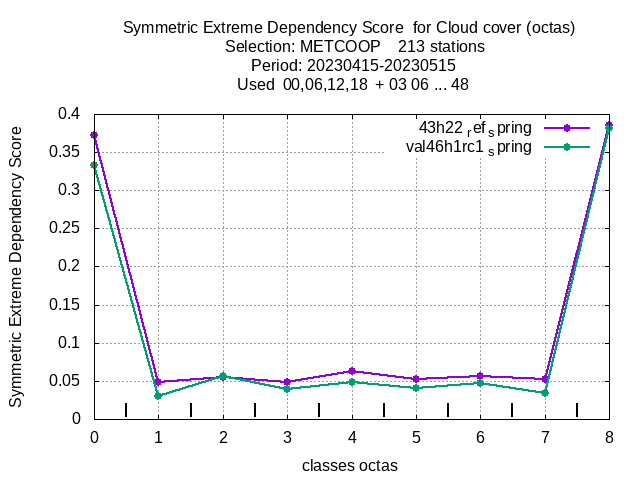 Symmetric Extreme Dependency Score for Cloud cover (octas)
Selection: METCOOP 213 stations
Period: 20230415-20230515
Used 00,06,12,18 + 03 06 ... 48
43h22ref_spring
val46h1rc1spring
Symmetric Extreme Dependency Score
0.4
0.35
0.3
0.25
0.2
0.15
0.1
0.05
0
0 1 2 3 4 5 6 7 8
classes octas